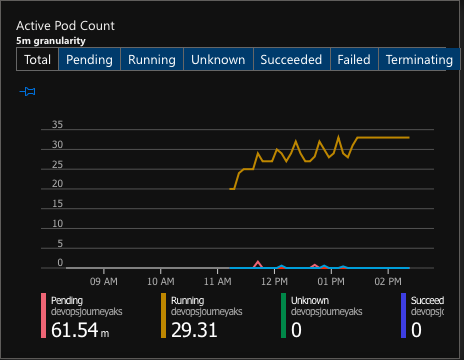 Active Pod Count
5m granularity
Total Pending Running Unknown Succeeded Failed Terminating
35
30
25
20
15
10
5
0
09 AM 10 AM 11 AM 12 PM 01 PM 02 PM
Pending Running Unknown Succeed
devopsjourneyaks devopsjourneyaks devopsjourneyaks devopsjo
61.54 m 29.31 0 0